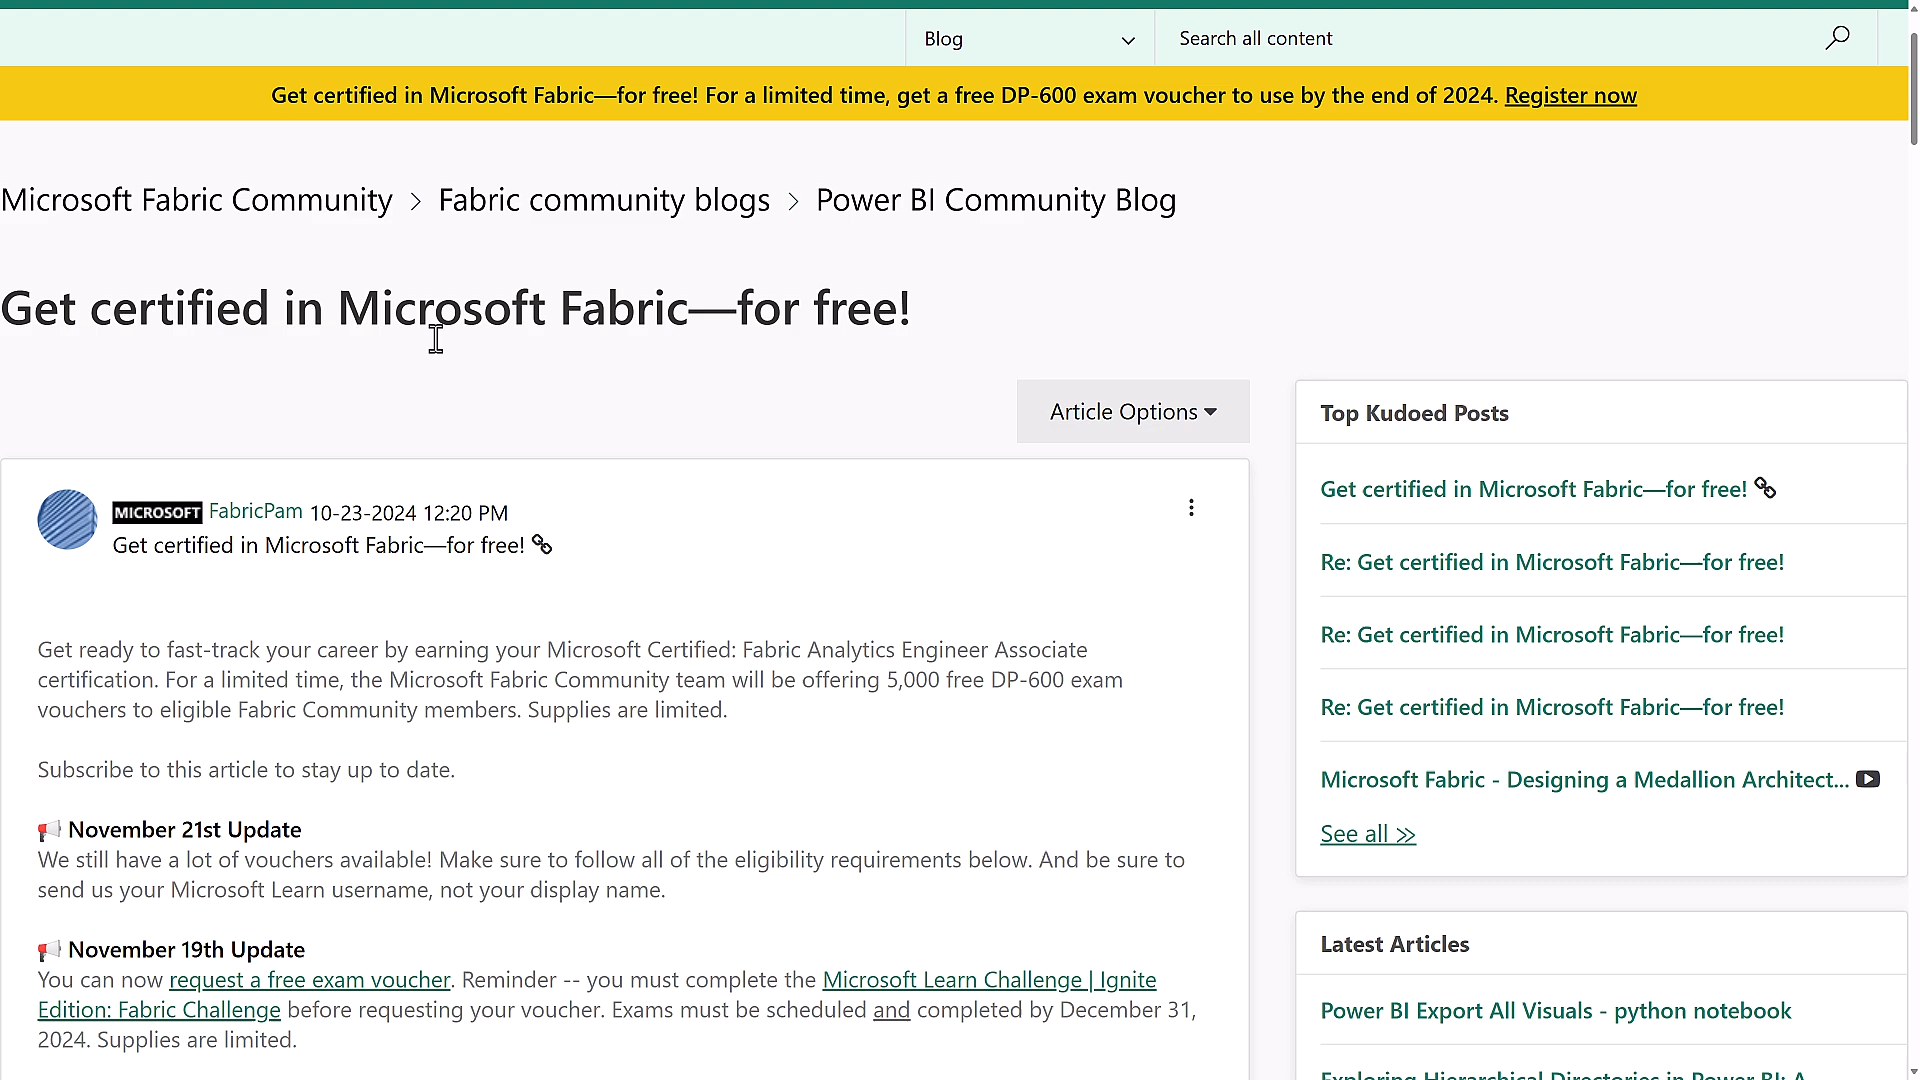 Blog
Search all content
Get certified in Microsoft Fabric—for free! For a limited time, get a free DP-600 exam voucher to use by the end of 2024. Register now
Microsoft Fabric Community > Fabric community blogs > Power BI Community Blog
Get certified in Microsoft Fabric—for free!
Article Options
MICROSOFT FabricPam 10-23-2024 12:20 PM
Get certified in Microsoft Fabric—for free!
Get ready to fast-track your career by earning your Microsoft Certified: Fabric Analytics Engineer Associate
certification. For a limited time, the Microsoft Fabric Community team will be offering 5,000 free DP-600 exam
vouchers to eligible Fabric Community members. Supplies are limited.
Subscribe to this article to stay up to date.
November 21st Update
We still have a lot of vouchers available! Make sure to follow all of the eligibility requirements below. And be sure to
send us your Microsoft Learn username, not your display name.
November 19th Update
You can now request a free exam voucher. Reminder -- you must complete the Microsoft Learn Challenge | Ignite
Edition: Fabric Challenge before requesting your voucher. Exams must be scheduled and completed by December 31,
2024. Supplies are limited.
Top Kudoed Posts
Get certified in Microsoft Fabric—for free!
Re: Get certified in Microsoft Fabric—for free!
Re: Get certified in Microsoft Fabric—for free!
Re: Get certified in Microsoft Fabric—for free!
Microsoft Fabric - Designing a Medallion Architect...
See all >>
Latest Articles
Power BI Export All Visuals - python notebook
Exploring Hierarchical Directories in Power BI: A